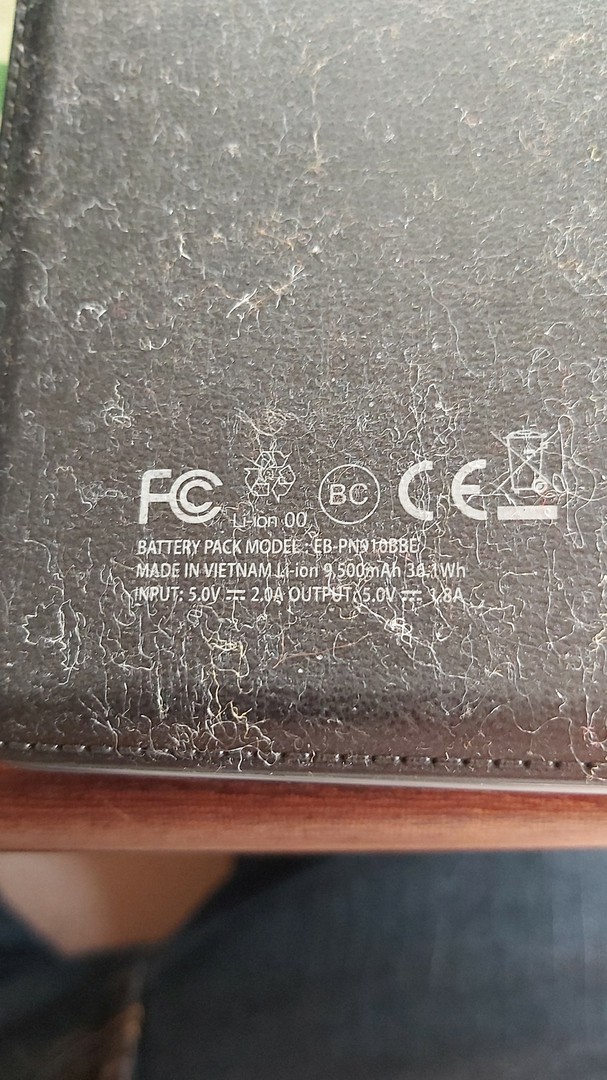 FC
Li-ion 00
BC
CE
BATTERY PACK MODEL : EB-PN910BBE
MADE IN VIETNAM Li-ion 9,500mAh 36.1Wh
INPUT: 5.0V ⎓ 2.0A OUTPUT: 5.0V ⎓ 1.8A